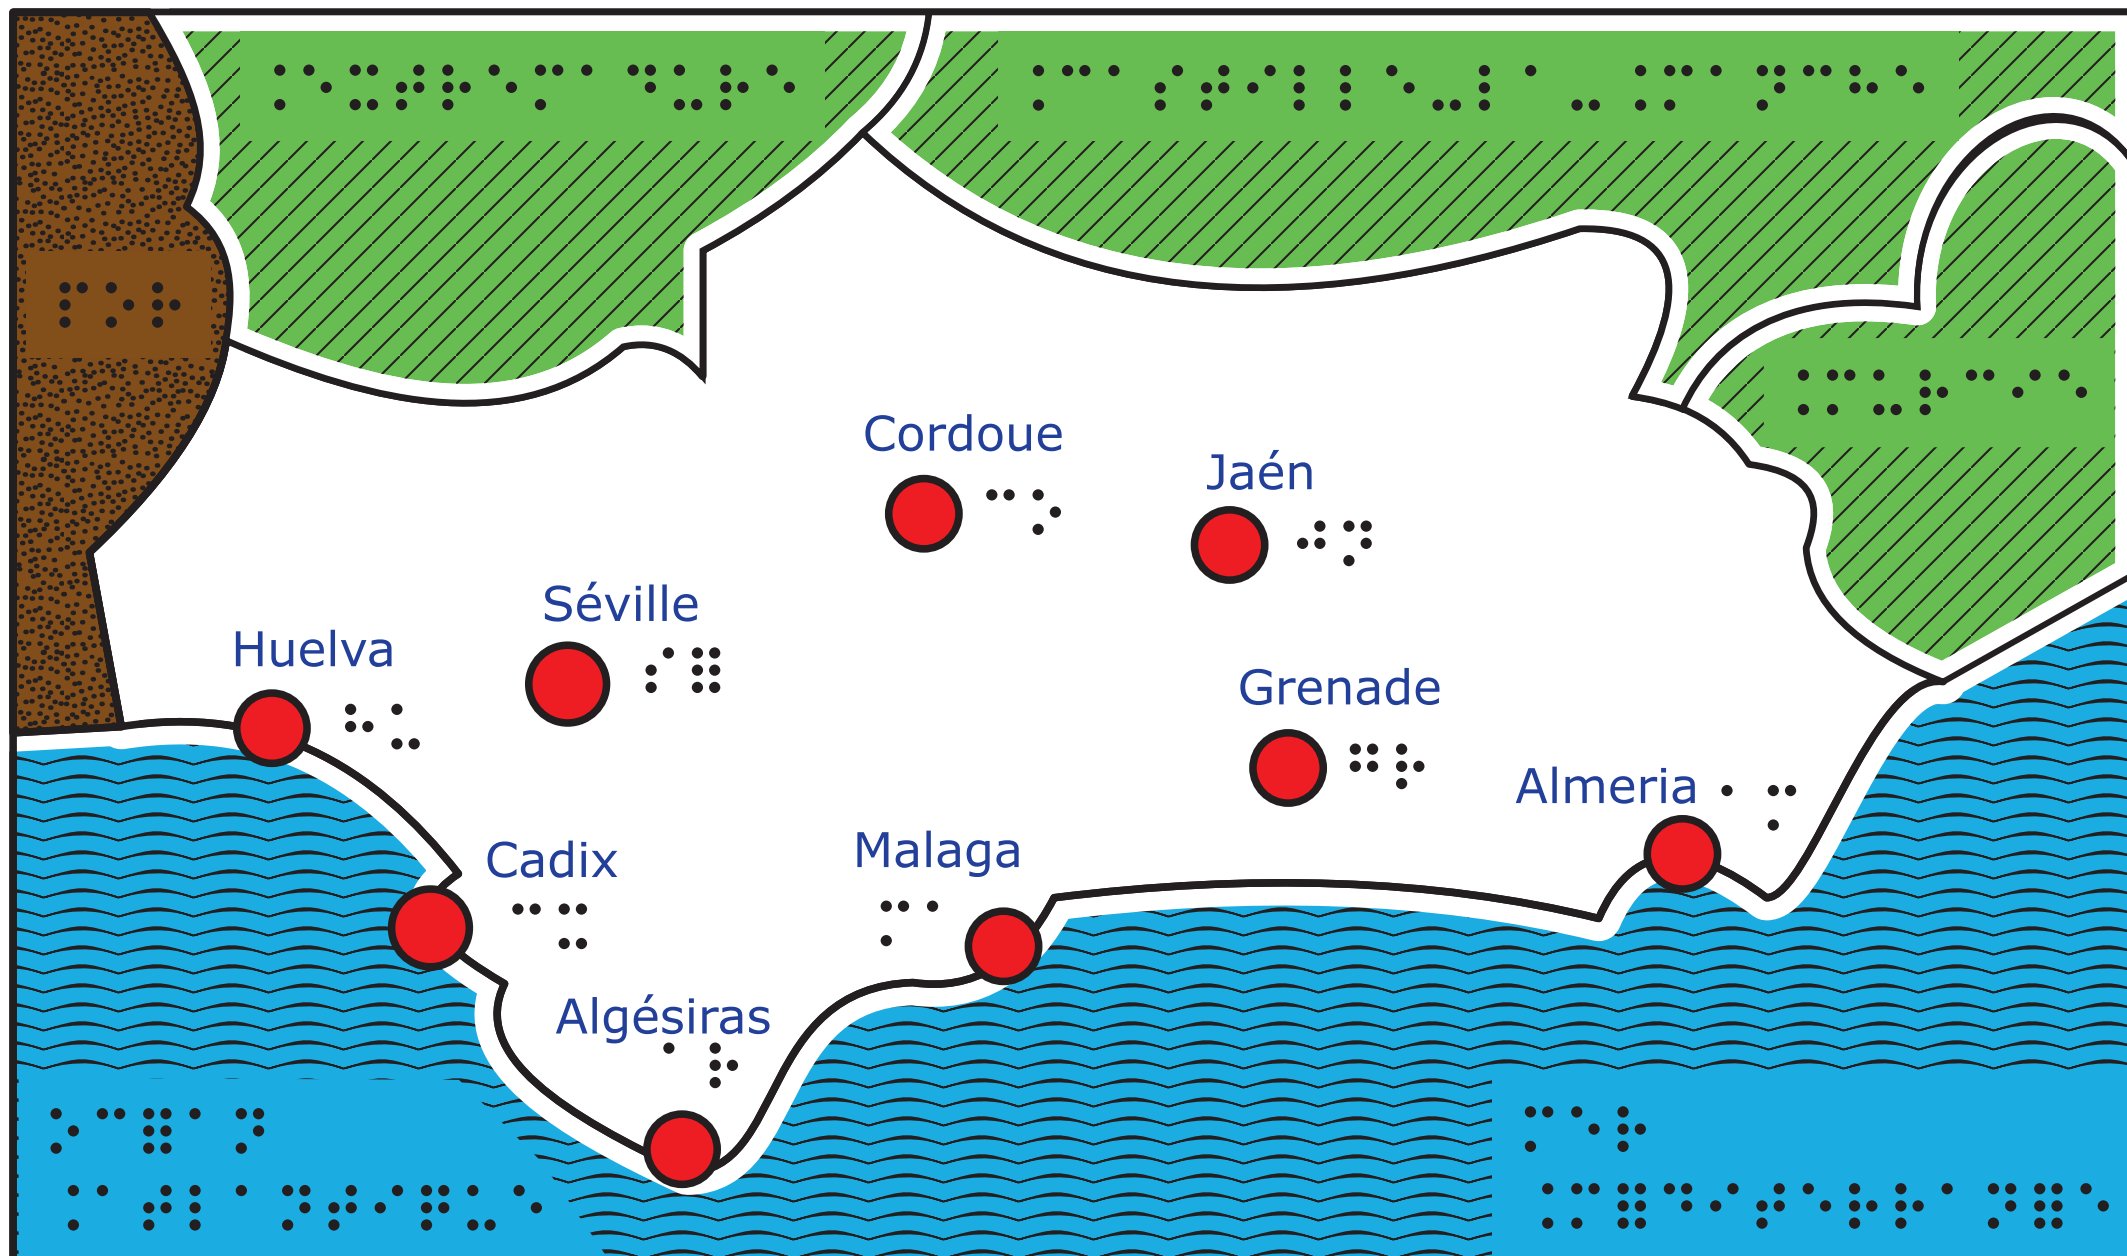 ⠨⠑⠭⠞⠗⠑⠍⠁⠙⠥⠗⠑
⠨⠉⠁⠎⠞⠊⠇⠇⠑⠤⠇⠁⠤⠨⠍⠁⠝⠉⠓⠑
⠏⠕⠗
⠨⠍⠥⠗⠉⠊⠑
Cordoue
⠉⠕
Jaén
⠚⠝
Séville
⠎⠿
Huelva
⠓⠥
Grenade
⠛⠗
Almeria
⠁⠍
Cadix
⠉⠭
Malaga
⠍⠁
Algésiras
⠁⠗
⠕⠉⠿⠁⠝
⠨⠁⠞⠇⠁⠝⠞⠊⠟⠥⠑
⠍⠑⠗
⠨⠍⠿⠙⠊⠞⠑⠗⠗⠁⠝⠿⠑